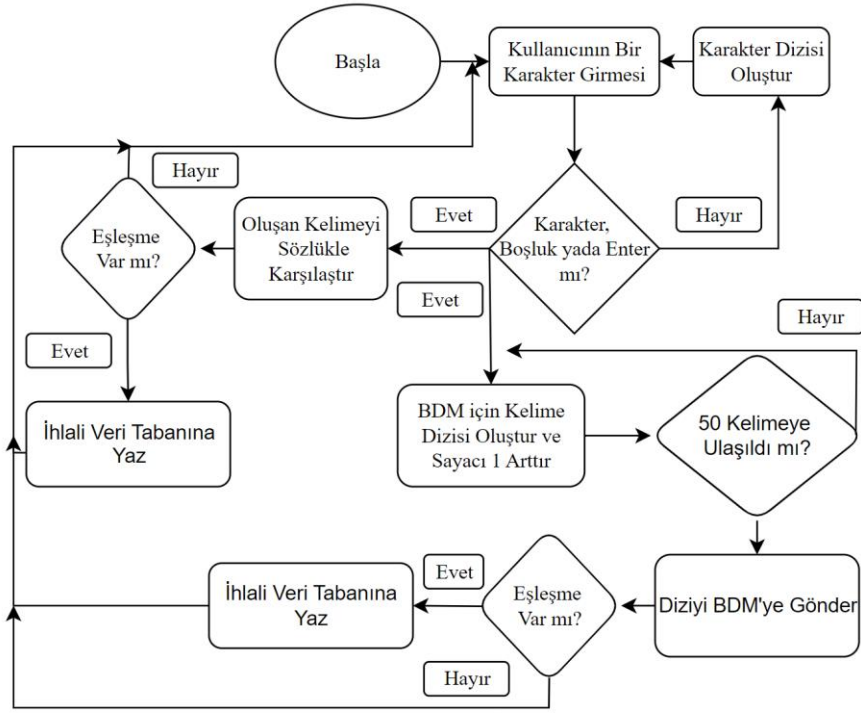 Başla
Kullanıcının Bir
Karakter Girmesi
Karakter Dizisi
Oluştur
Hayır
Eşleşme
Var mı?
Oluşan Kelimeyi
Sözlükle
Karşılaştır
Evet
Karakter,
Boşluk yada Enter
mı?
Hayır
Evet
Evet
Hayır
İhlali Veri Tabanına
Yaz
BDM için Kelime
Dizisi Oluştur ve
Sayacı 1 Arttır
50 Kelimeye
Ulaşıldı mı?
İhlali Veri Tabanına
Yaz
Evet
Eşleşme
Var mı?
Diziyi BDM'ye Gönder
Hayır